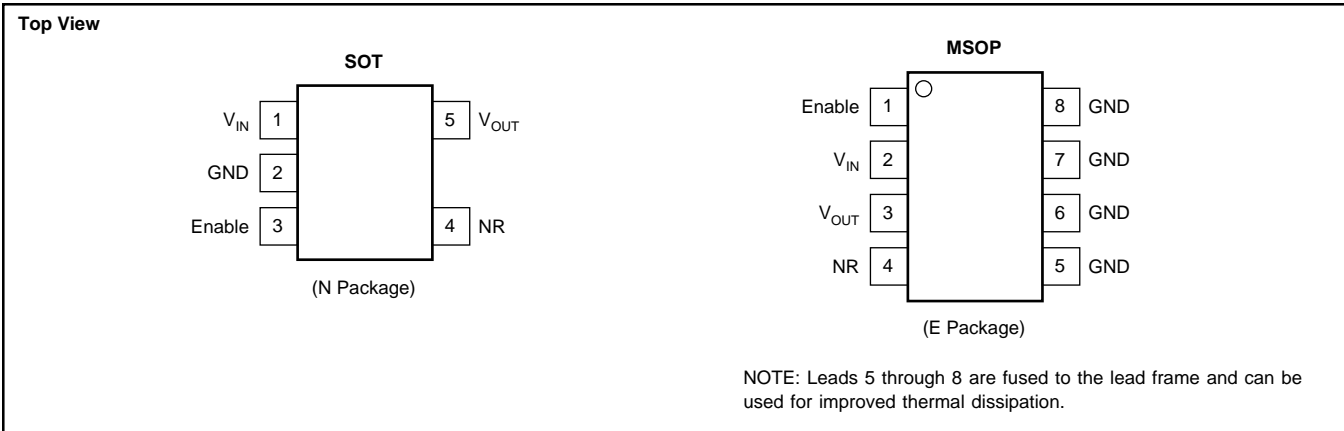 Top View
SOT
V_IN 1
5 V_OUT
GND 2
Enable 3
4 NR
(N Package)
MSOP
Enable 1
8 GND
V_IN 2
7 GND
V_OUT 3
6 GND
NR 4
5 GND
(E Package)
NOTE: Leads 5 through 8 are fused to the lead frame and can be
used for improved thermal dissipation.